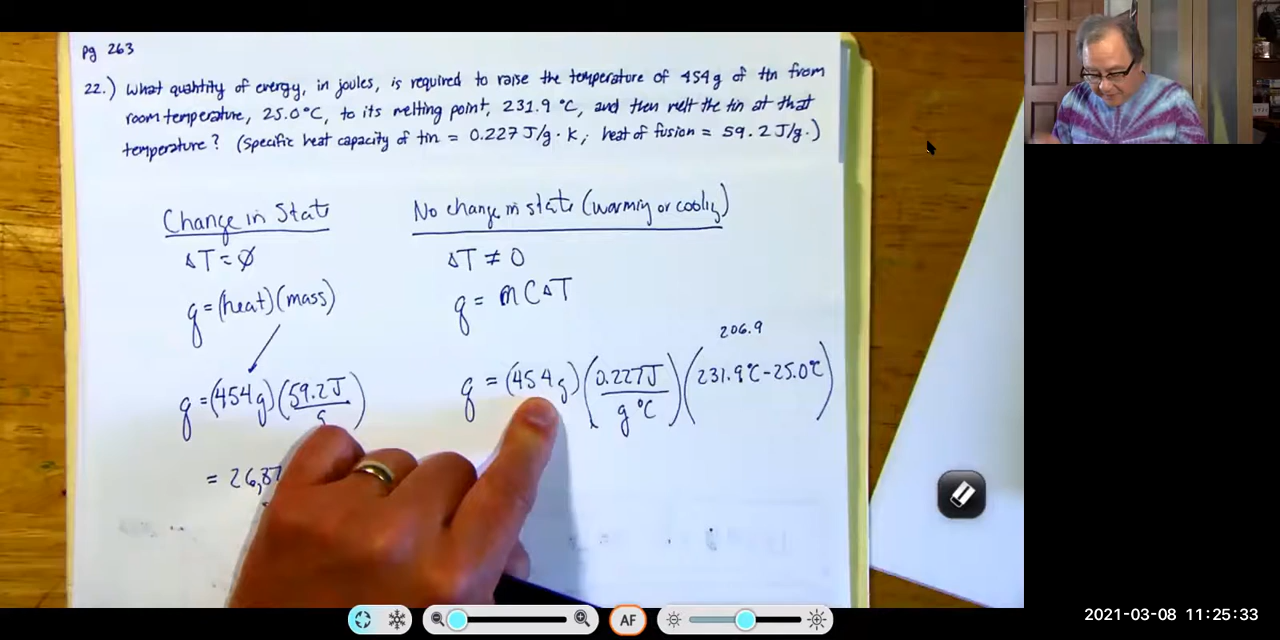 pg 263
22.) What quantity of energy, in joules, is required to raise the temperature of 454 g of tin from
room temperature, 25.0 °C, to its melting point, 231.9 °C, and then melt the tin at that
temperature? (Specific heat capacity of tin = 0.227 J/g · K; heat of fusion = 59.2 J/g.)
Change in State
ΔT = ∅
q = (heat)(mass)
q = (454 g)(59.2 J/g)
= 26,87
No change in state (warming or cooling)
ΔT ≠ 0
q = m C ΔT
206.9
q = (454 g)(0.227 J/g °C)(231.9°C - 25.0°C)
AF
2021-03-08 11:25:33